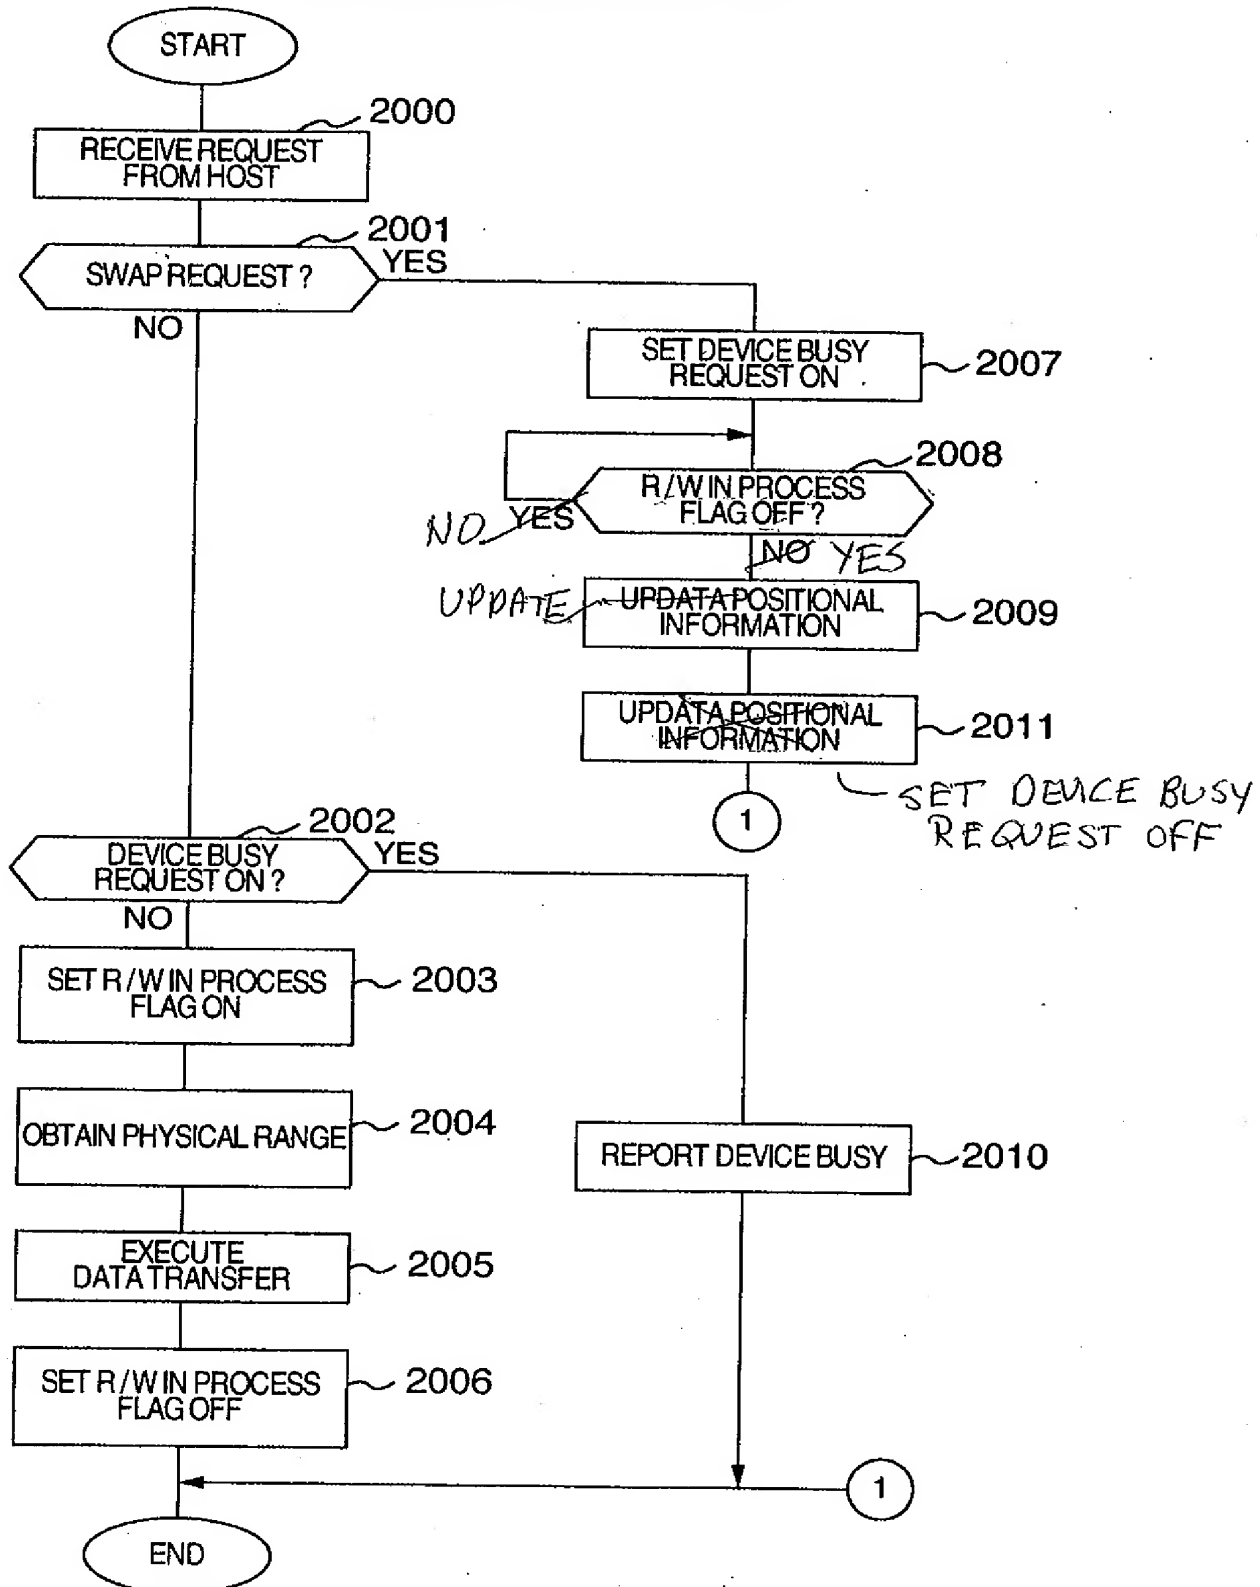 START
2000
RECEIVE REQUEST
FROM HOST
2001
SWAP REQUEST ?
YES
NO
SET DEVICE BUSY
REQUEST ON
2007
2008
R / W IN PROCESS
FLAG OFF ?
YES
NO
NO
YES
UPDATE
UPDATA POSITIONAL
INFORMATION
2009
UPDATA POSITIONAL
INFORMATION
2011
SET DEVICE BUSY
REQUEST OFF
1
2002
DEVICE BUSY
REQUEST ON ?
YES
NO
SET R / W IN PROCESS
FLAG ON
2003
OBTAIN PHYSICAL RANGE
2004
REPORT DEVICE BUSY
2010
EXECUTE
DATA TRANSFER
2005
SET R / W IN PROCESS
FLAG OFF
2006
1
END